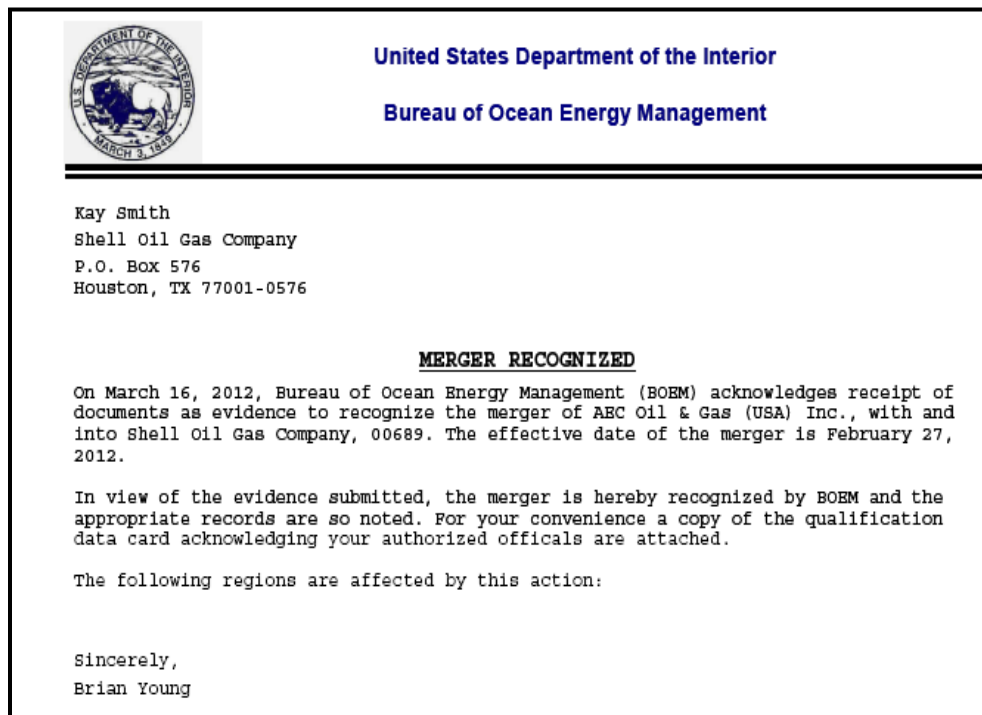 U.S. DEPARTMENT OF THE INTERIOR
MARCH 3, 1849
United States Department of the Interior
Bureau of Ocean Energy Management
Kay Smith
Shell Oil Gas Company
P.O. Box 576
Houston, TX 77001-0576
MERGER RECOGNIZED
On March 16, 2012, Bureau of Ocean Energy Management (BOEM) acknowledges receipt of
documents as evidence to recognize the merger of AEC Oil & Gas (USA) Inc., with and
into Shell Oil Gas Company, 00689. The effective date of the merger is February 27,
2012.
In view of the evidence submitted, the merger is hereby recognized by BOEM and the
appropriate records are so noted. For your convenience a copy of the qualification
data card acknowledging your authorized officals are attached.
The following regions are affected by this action:
Sincerely,
Brian Young